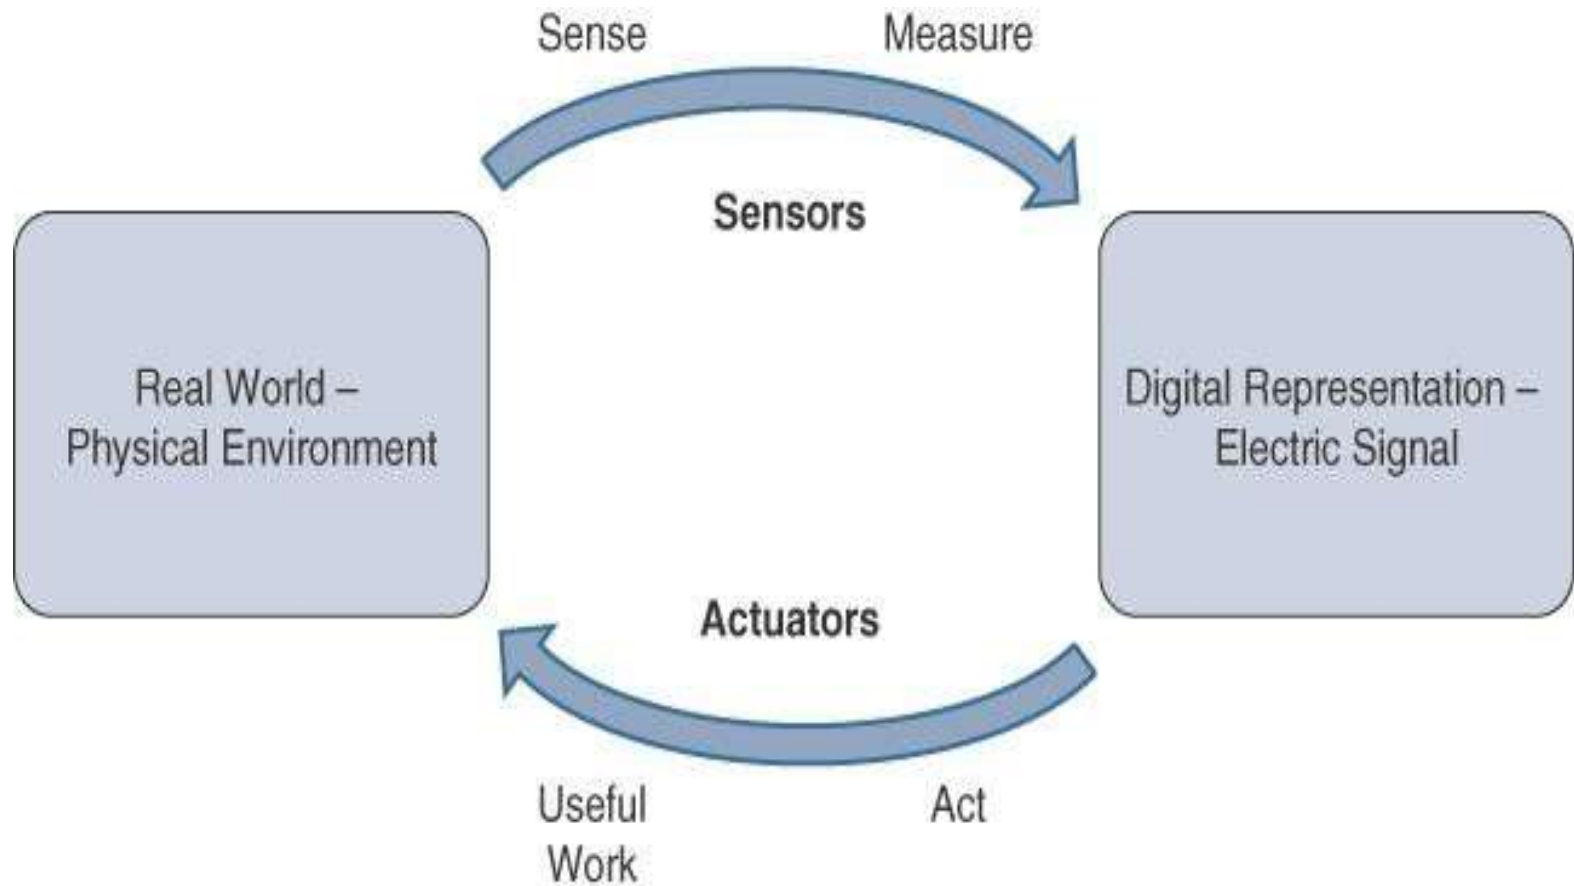 Sense
Measure
Sensors
Real World –
Physical Environment
Digital Representation –
Electric Signal
Actuators
Useful
Work
Act